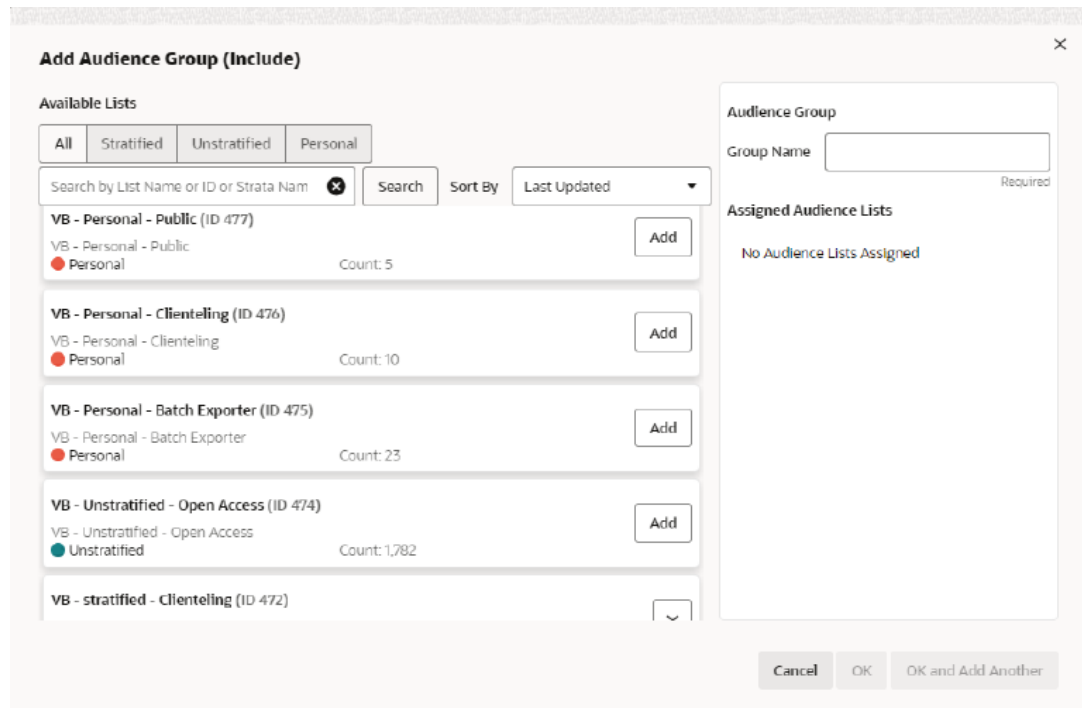 Add Audience Group (Include)
Available Lists
All Stratified Unstratified Personal
Search by List Name or ID or Strata Nam Search Sort By Last Updated
VB - Personal - Public (ID 477)
VB - Personal - Public
Personal Count: 5
Add
VB - Personal - Clienteling (ID 476)
VB - Personal - Clienteling
Personal Count: 10
Add
VB - Personal - Batch Exporter (ID 475)
VB - Personal - Batch Exporter
Personal Count: 23
Add
VB - Unstratified - Open Access (ID 474)
VB - Unstratified - Open Access
Unstratified Count: 1,782
Add
VB - stratified - Clienteling (ID 472)
Audience Group
Group Name
Required
Assigned Audience Lists
No Audience Lists Assigned
Cancel OK OK and Add Another